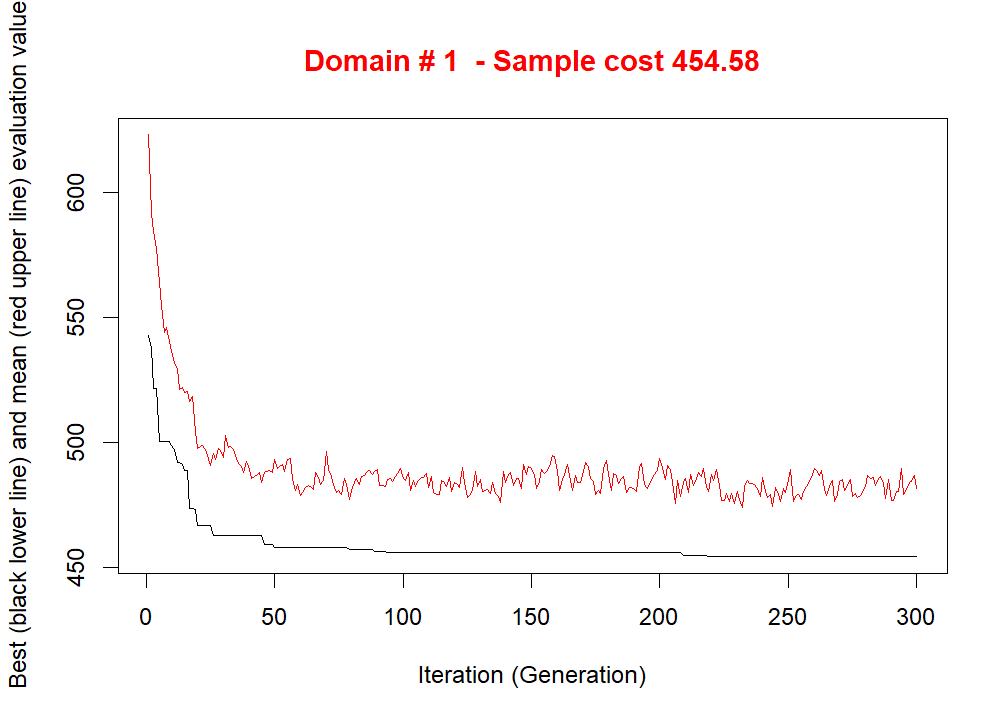 Domain # 1  - Sample cost 454.58
Best (black lower line) and mean (red upper line) evaluation value
600
550
500
450
0 50 100 150 200 250 300
Iteration (Generation)